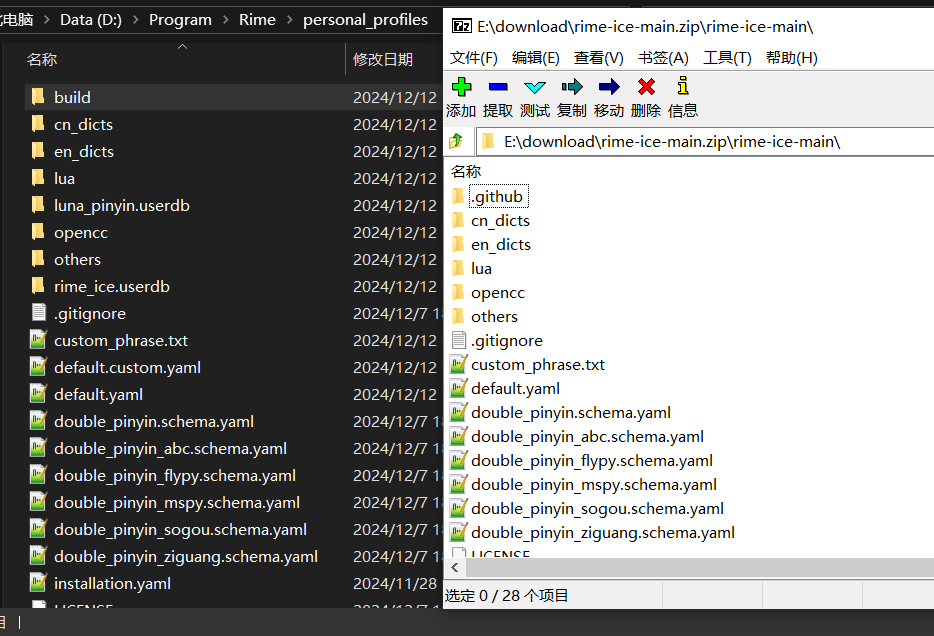 此电脑 > Data (D:) > Program > Rime > personal_profiles
名称 修改日期
build 2024/12/12
cn_dicts 2024/12/12
en_dicts 2024/12/12
lua 2024/12/12
luna_pinyin.userdb 2024/12/12
opencc 2024/12/12
others 2024/12/12
rime_ice.userdb 2024/12/12
.gitignore 2024/12/7 1
custom_phrase.txt 2024/12/12
default.custom.yaml 2024/12/12
default.yaml 2024/12/12
double_pinyin.schema.yaml 2024/12/7 1
double_pinyin_abc.schema.yaml 2024/12/7 1
double_pinyin_flypy.schema.yaml 2024/12/7 1
double_pinyin_mspy.schema.yaml 2024/12/7 1
double_pinyin_sogou.schema.yaml 2024/12/7 1
double_pinyin_ziguang.schema.yaml 2024/12/7 1
installation.yaml 2024/11/28
LICENSE 2024/12/7 1
目
7z E:\download\rime-ice-main.zip\rime-ice-main\
文件(F) 编辑(E) 查看(V) 书签(A) 工具(T) 帮助(H)
添加 提取 测试 复制 移动 删除 信息
E:\download\rime-ice-main.zip\rime-ice-main\
名称
.github
cn_dicts
en_dicts
lua
opencc
others
.gitignore
custom_phrase.txt
default.yaml
double_pinyin.schema.yaml
double_pinyin_abc.schema.yaml
double_pinyin_flypy.schema.yaml
double_pinyin_mspy.schema.yaml
double_pinyin_sogou.schema.yaml
double_pinyin_ziguang.schema.yaml
LICENSE
选定 0 / 28 个项目